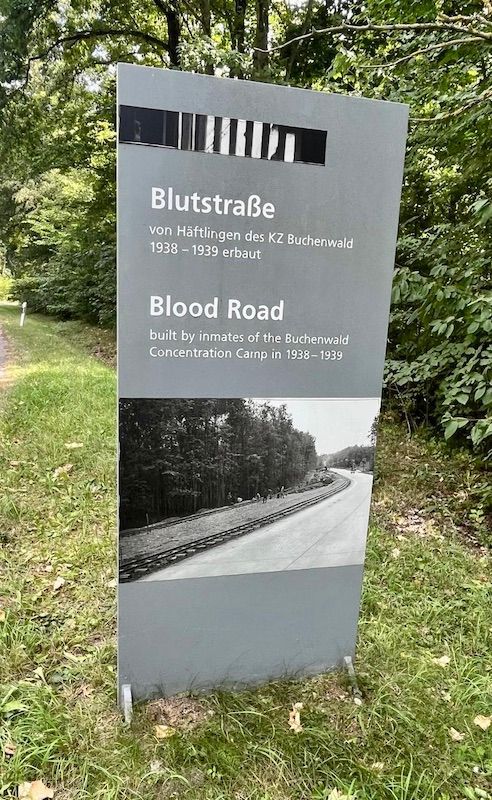 Blutstraße
von Häftlingen des KZ Buchenwald
1938 – 1939 erbaut
Blood Road
built by inmates of the Buchenwald
Concentration Camp in 1938 – 1939